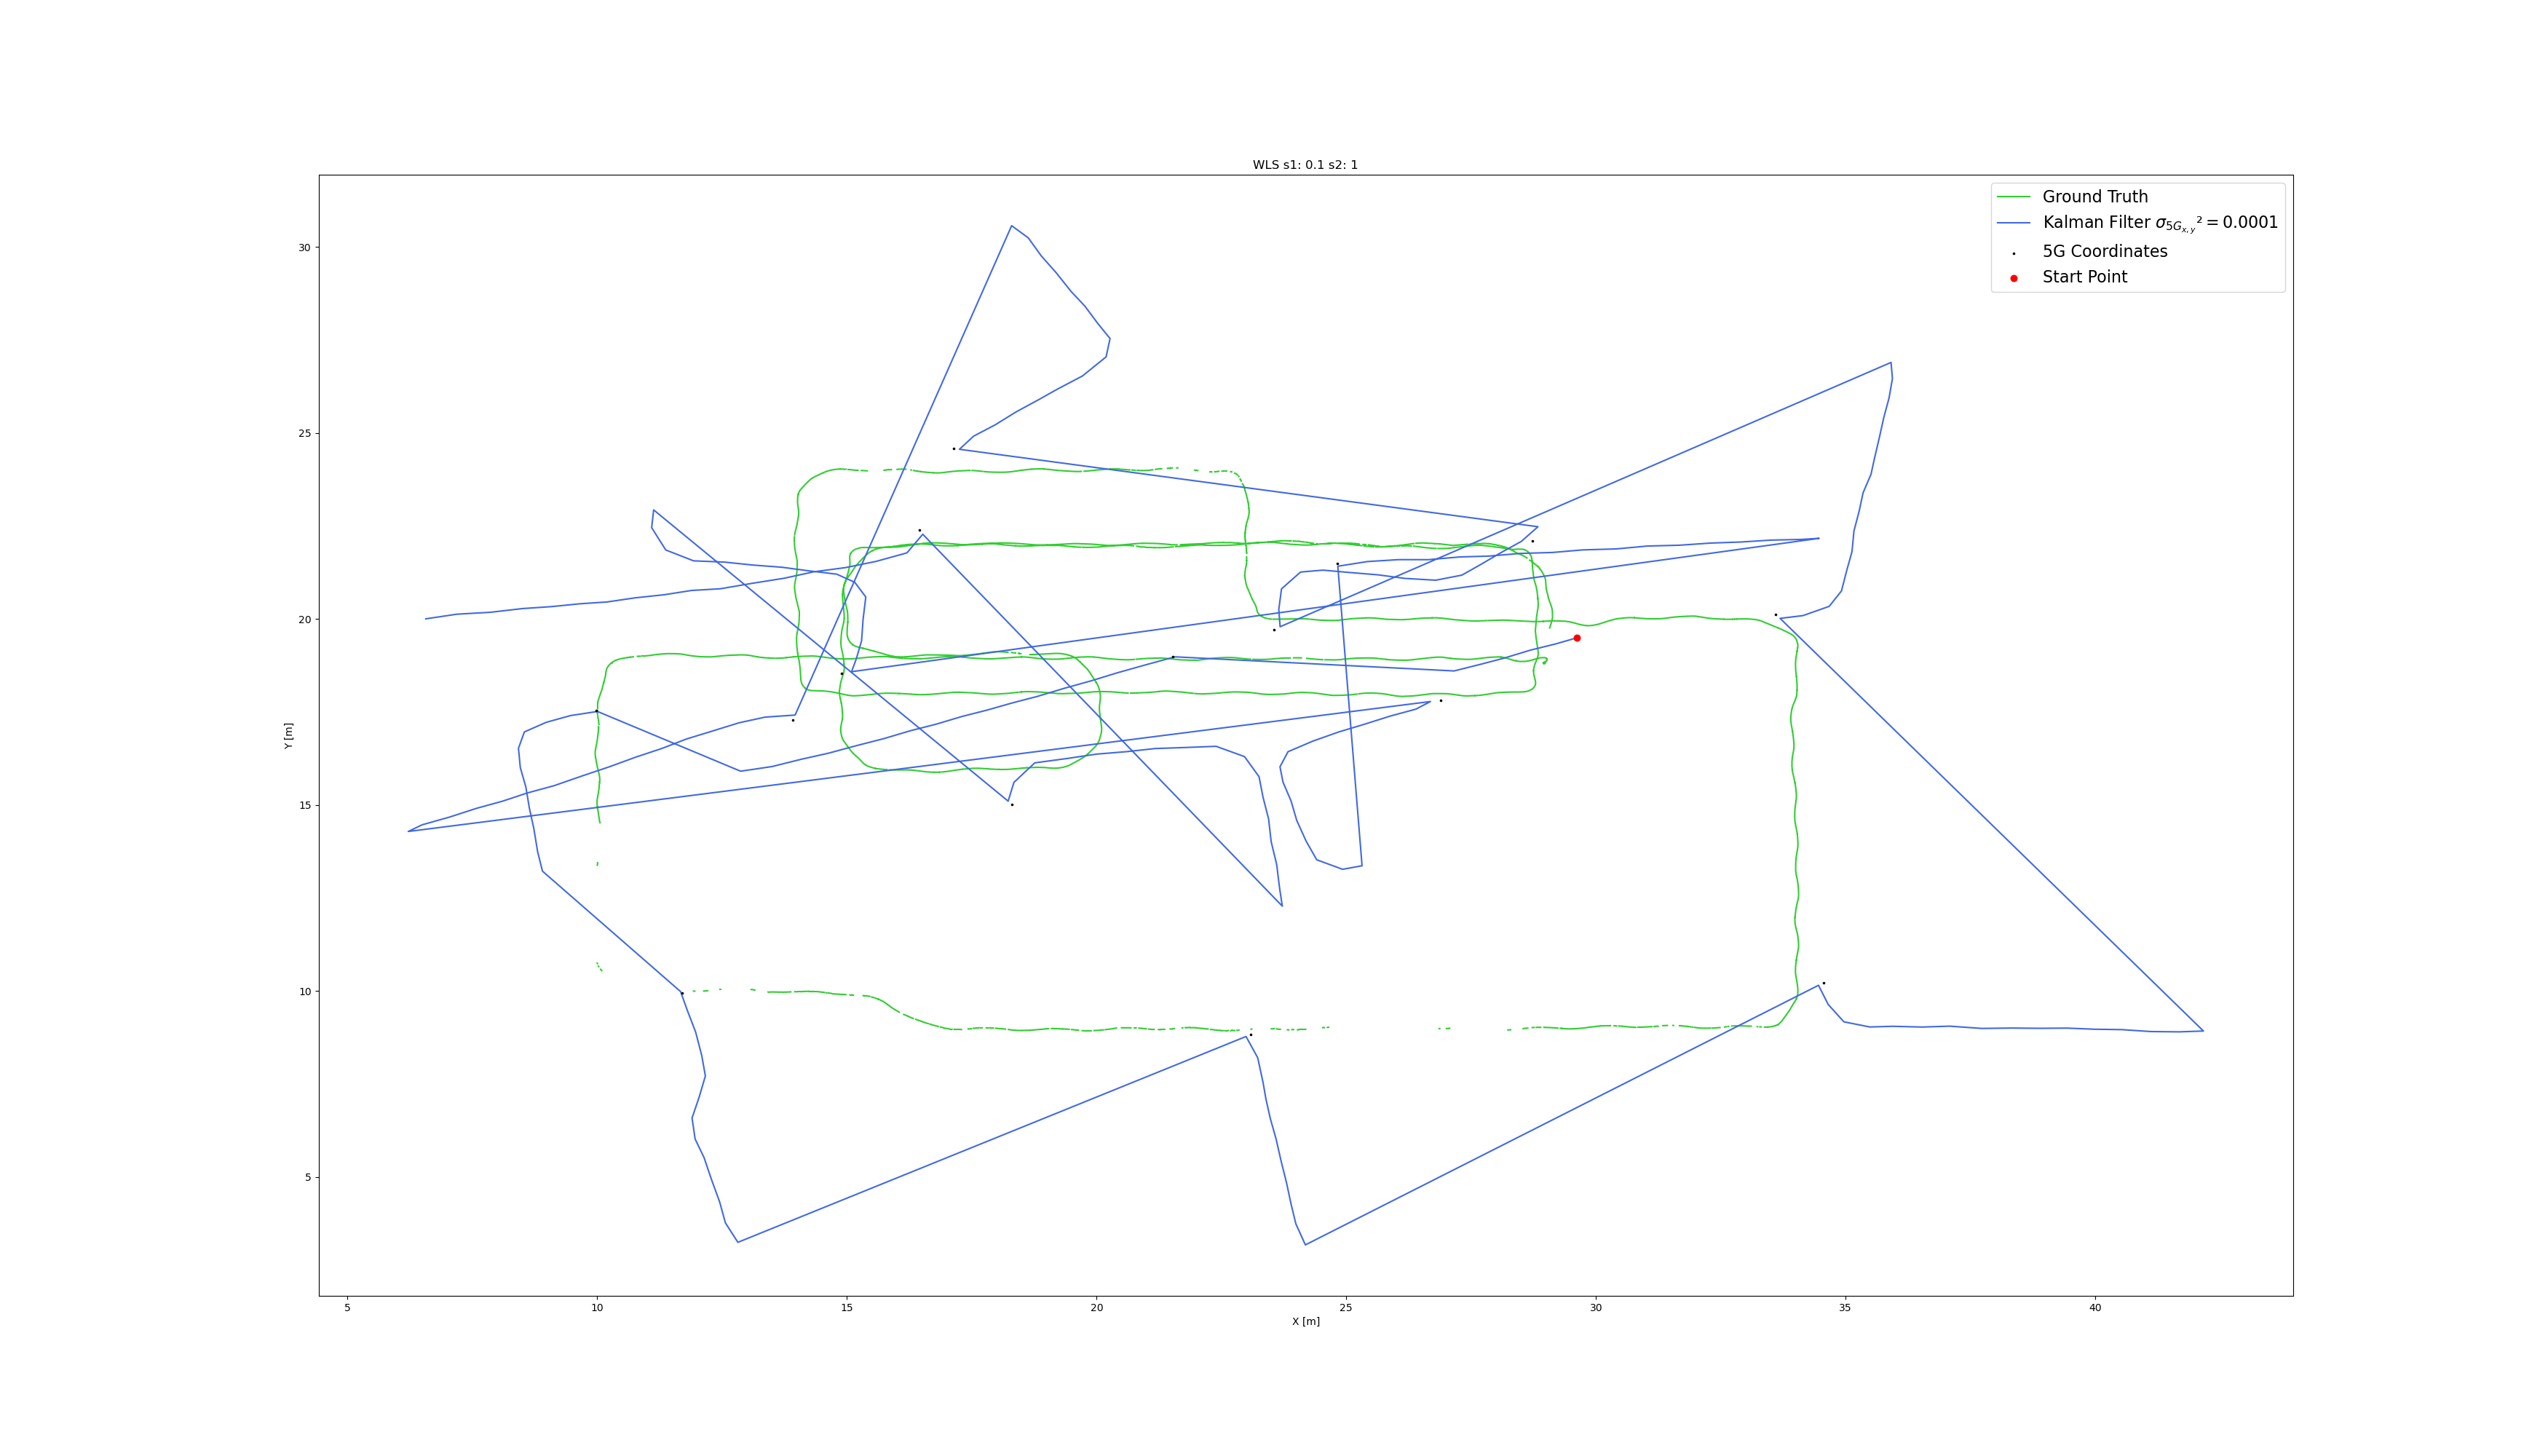 WLS s1: 0.1 s2: 1
Ground Truth
Kalman Filter σ5Gx,y² = 0.0001
5G Coordinates
Start Point
30
25
20
15
10
5
Y [m]
5 10 15 20 25 30 35 40
X [m]